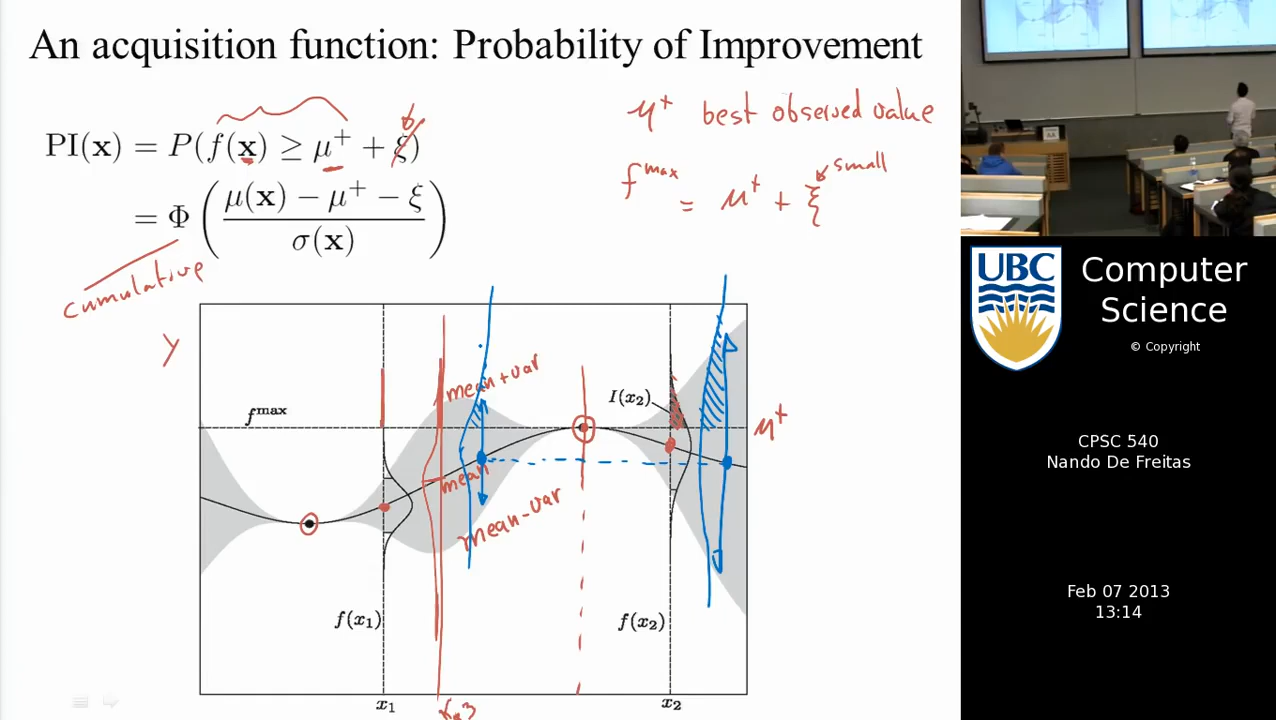 An acquisition function: Probability of Improvement
PI(x) = P(f(x) ≥ μ⁺ + ξ)
= Φ ( (μ(x) − μ⁺ − ξ) / σ(x) )
cumulative
μ⁺ best observed value
f^max = μ⁺ + ξ
small
y
mean+var
f^max
I(x₂)
μ⁺
mean
mean-var
f(x₁)
f(x₂)
x₁
x₂
UBC
Computer
Science
© Copyright
CPSC 540
Nando De Freitas
Feb 07 2013
13:14